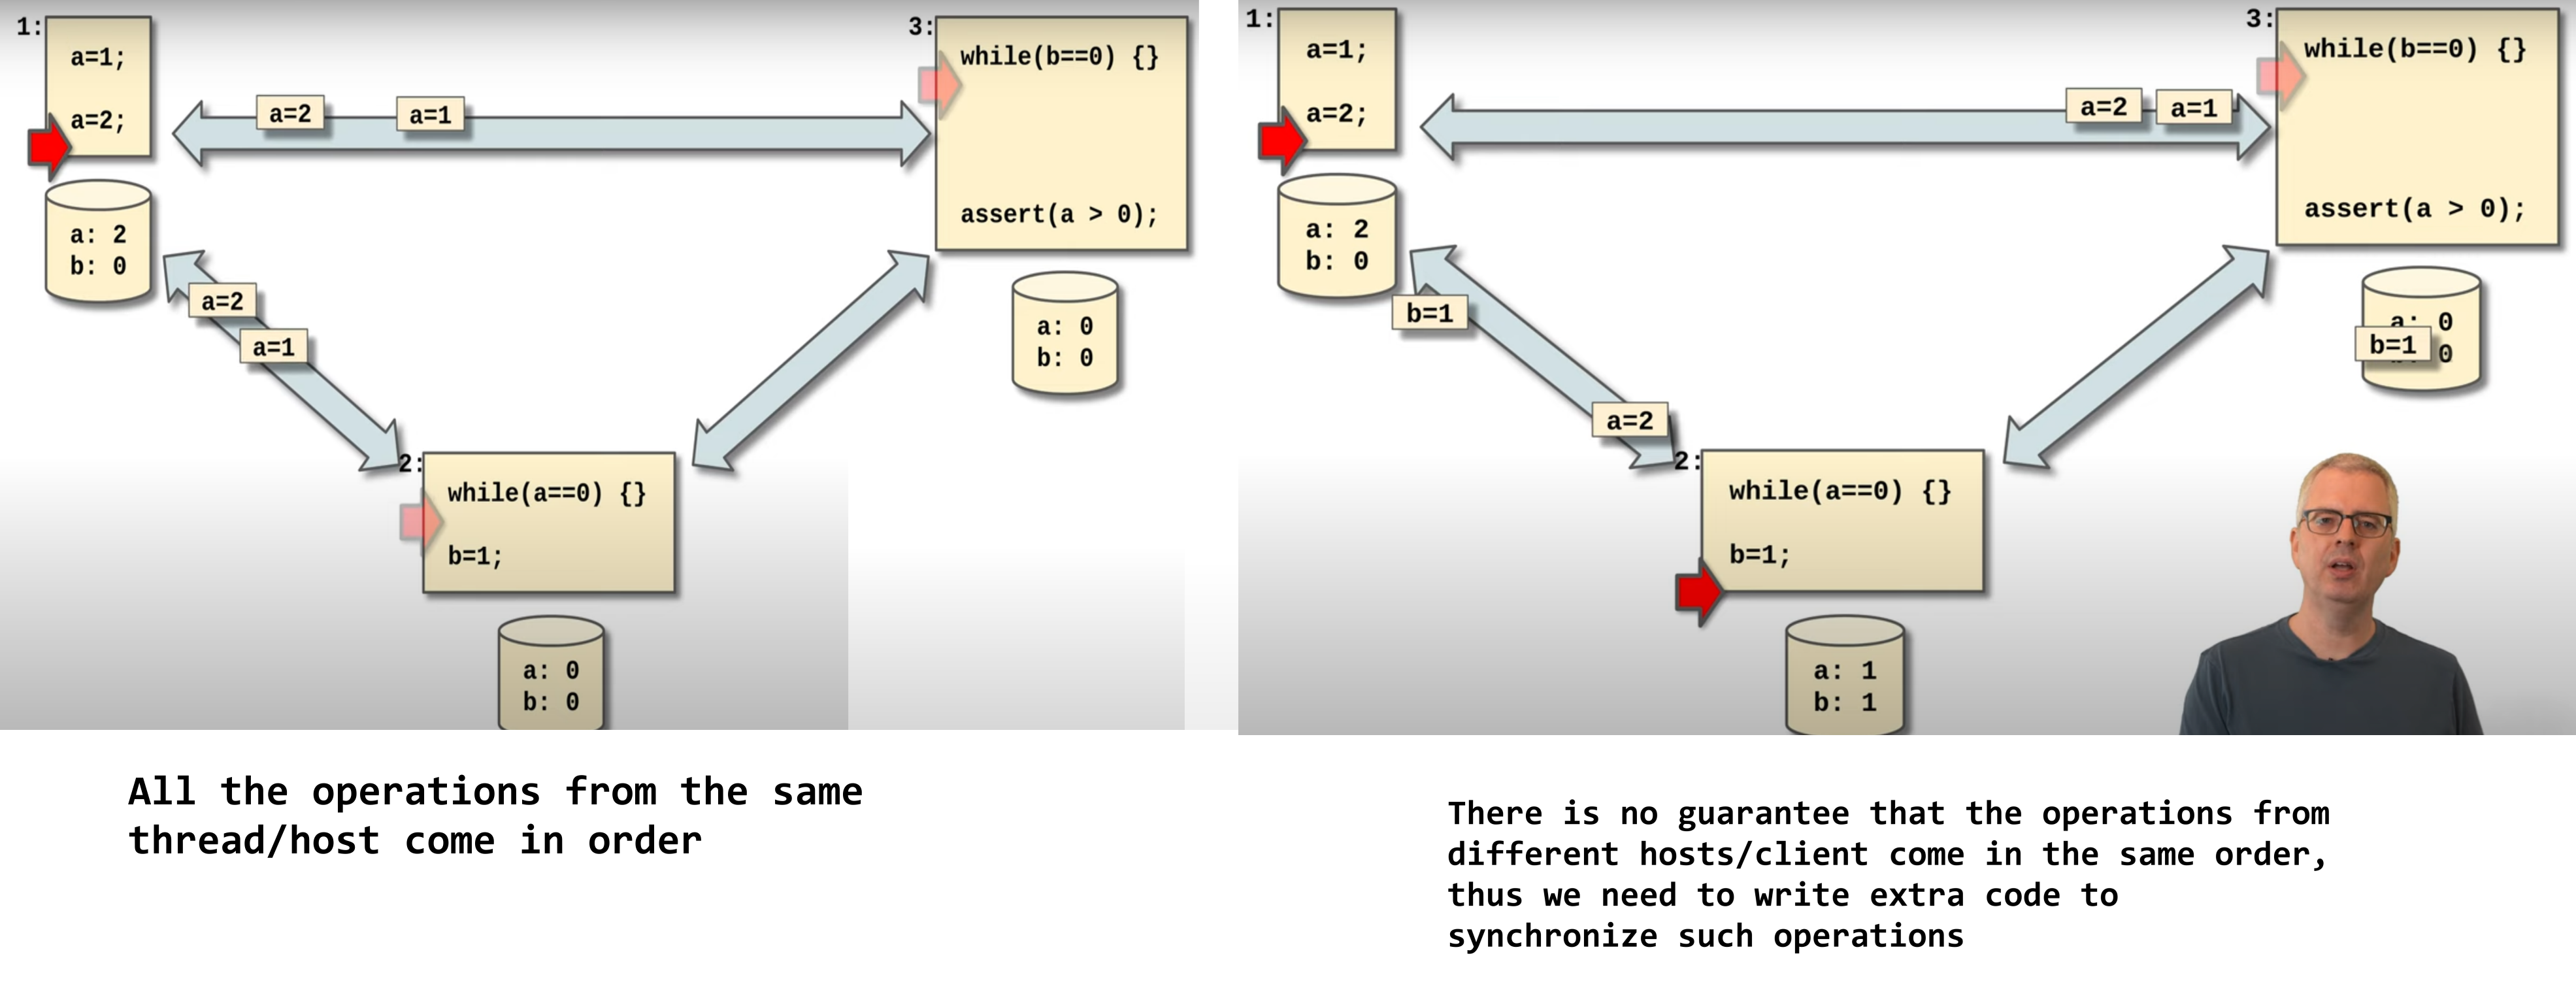 1:
a=1;
a=2;
a: 2
b: 0
a=2
a=1
3:
while(b==0) {}
assert(a > 0);
a: 0
b: 0
a=2
a=1
2:
while(a==0) {}
b=1;
a: 0
b: 0
All the operations from the same
thread/host come in order
1:
a=1;
a=2;
a: 2
b: 0
a=2
a=1
3:
while(b==0) {}
assert(a > 0);
a: 0
b=1
0
b=1
a=2
2:
while(a==0) {}
b=1;
a: 1
b: 1
There is no guarantee that the operations from
different hosts/client come in the same order,
thus we need to write extra code to
synchronize such operations